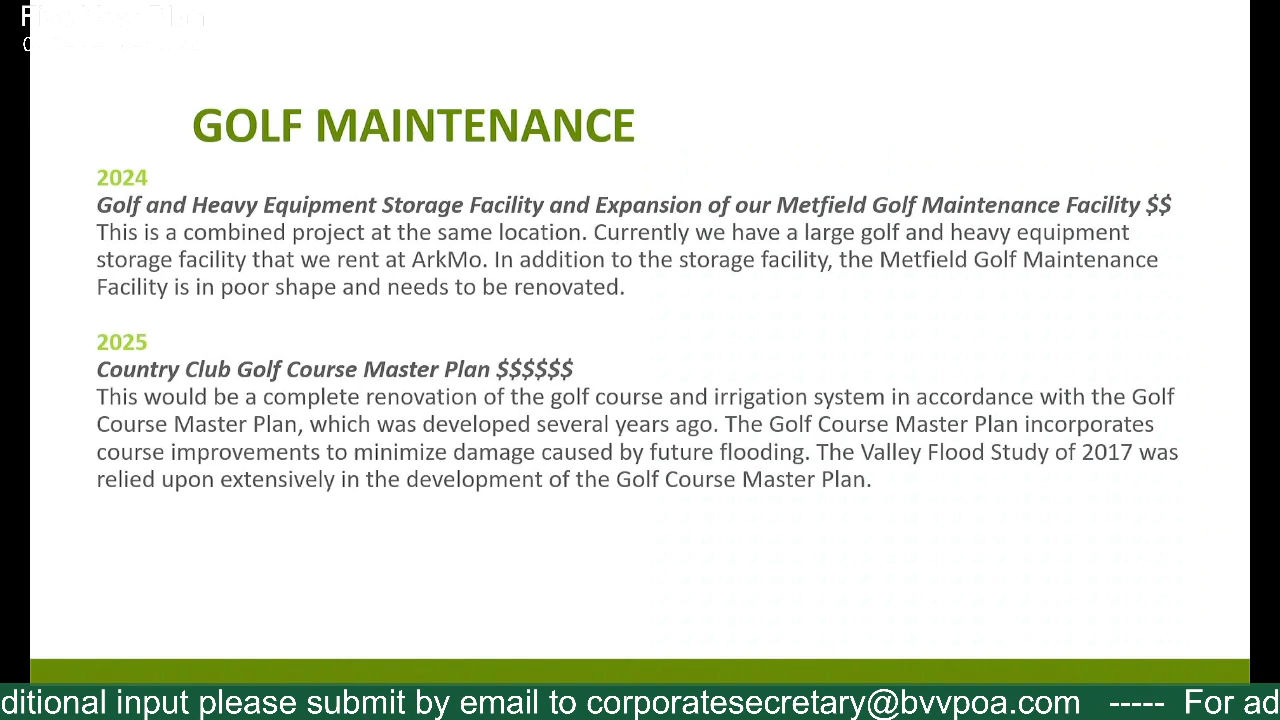 GOLF MAINTENANCE
2024
Golf and Heavy Equipment Storage Facility and Expansion of our Metfield Golf Maintenance Facility $$
This is a combined project at the same location. Currently we have a large golf and heavy equipment
storage facility that we rent at ArkMo. In addition to the storage facility, the Metfield Golf Maintenance
Facility is in poor shape and needs to be renovated.
2025
Country Club Golf Course Master Plan $$$$$$
This would be a complete renovation of the golf course and irrigation system in accordance with the Golf
Course Master Plan, which was developed several years ago. The Golf Course Master Plan incorporates
course improvements to minimize damage caused by future flooding. The Valley Flood Study of 2017 was
relied upon extensively in the development of the Golf Course Master Plan.
ditional input please submit by email to corporatesecretary@bvvpoa.com ----- For ad